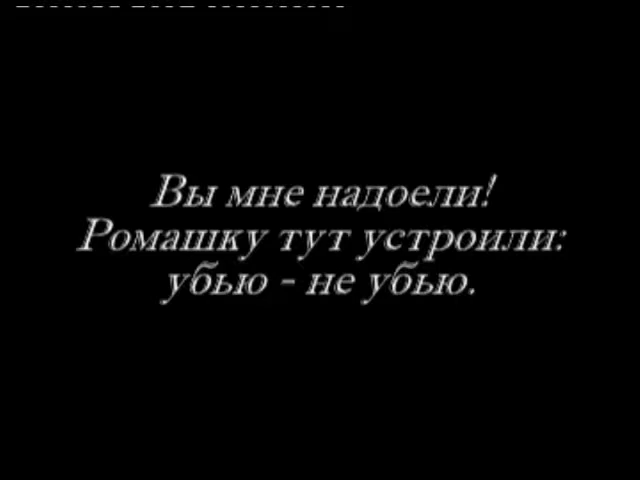 Вы мне надоели!
Ромашку тут устроили:
убью - не убью.